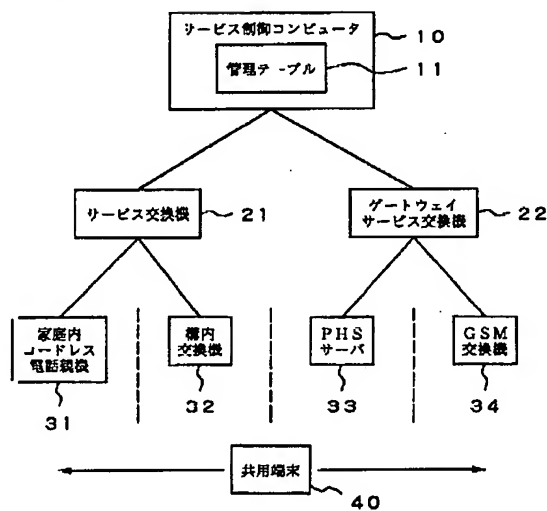 サービス制御コンピュータ
10
管理テーブル
11
サービス交換機
21
ゲートウェイ
サービス交換機
22
家庭内
コードレス
電話親機
31
構内
交換機
32
PHS
サーバ
33
GSM
交換機
34
共用端末
40